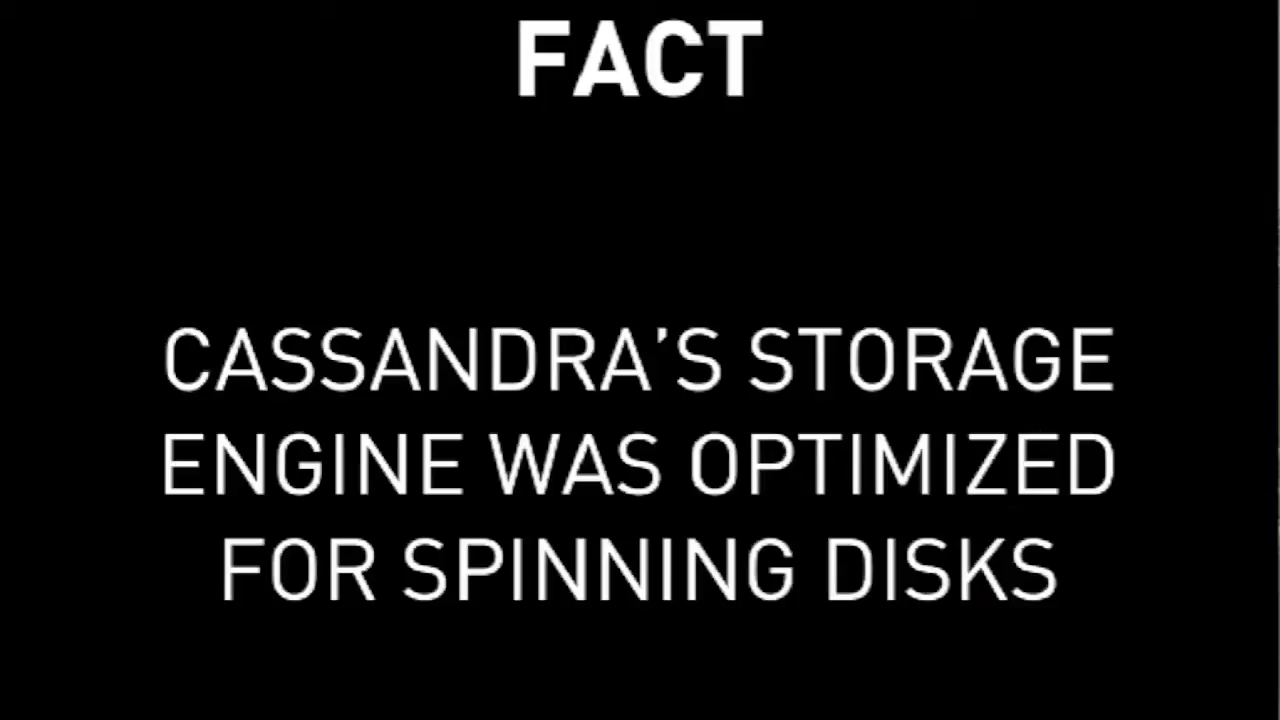 FACT
CASSANDRA’S STORAGE
ENGINE WAS OPTIMIZED
FOR SPINNING DISKS